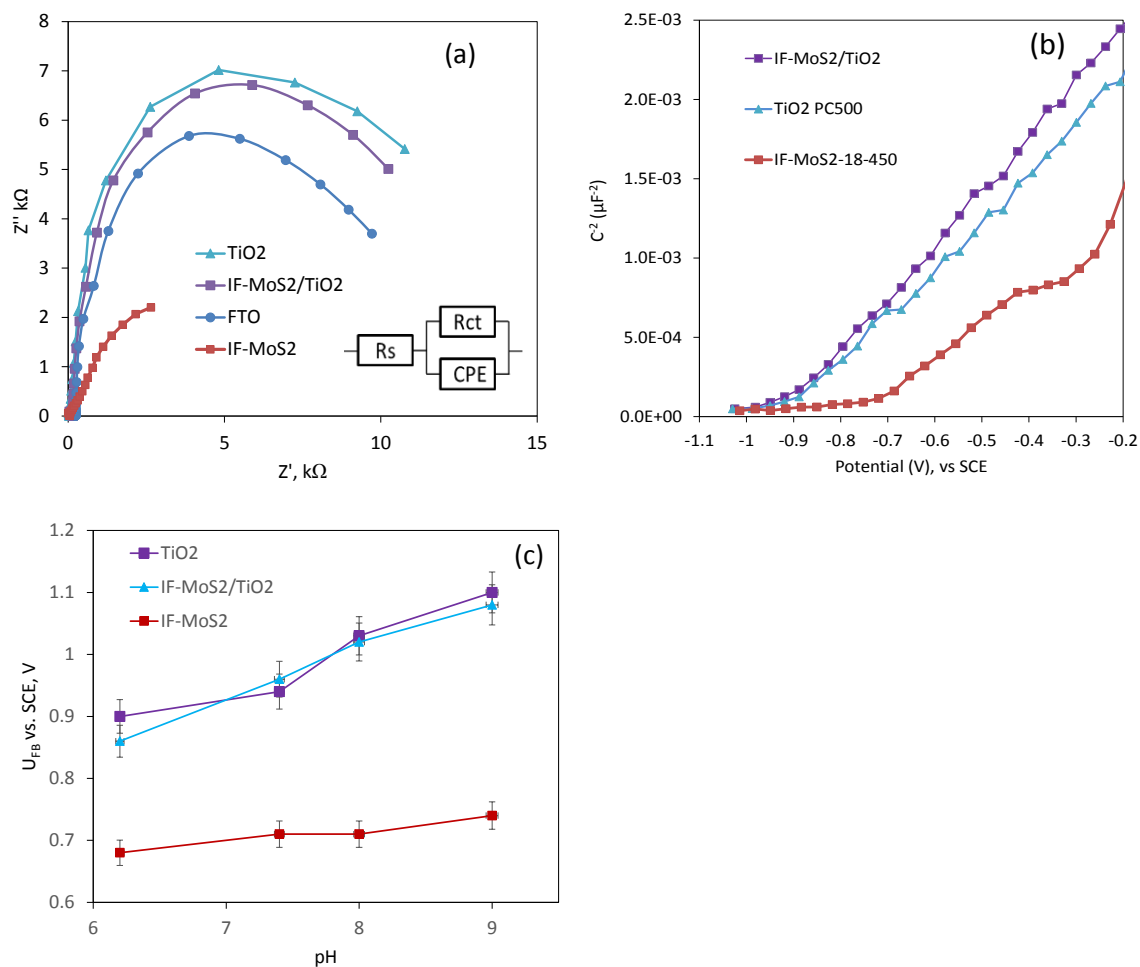 (a)
Z'' kΩ
8
7
6
5
4
3
2
1
0
TiO2
IF-MoS2/TiO2
FTO
IF-MoS2
Rs
Rct
CPE
0 5 10 15
Z', kΩ
(b)
C⁻² (µF⁻²)
2.5E-03
2.0E-03
1.5E-03
1.0E-03
5.0E-04
0.0E+00
IF-MoS2/TiO2
TiO2 PC500
IF-MoS2-18-450
-1.1 -1 -0.9 -0.8 -0.7 -0.6 -0.5 -0.4 -0.3 -0.2
Potential (V), vs SCE
(c)
U_FB vs. SCE, V
1.2
1.1
1
0.9
0.8
0.7
0.6
TiO2
IF-MoS2/TiO2
IF-MoS2
6 7 8 9
pH